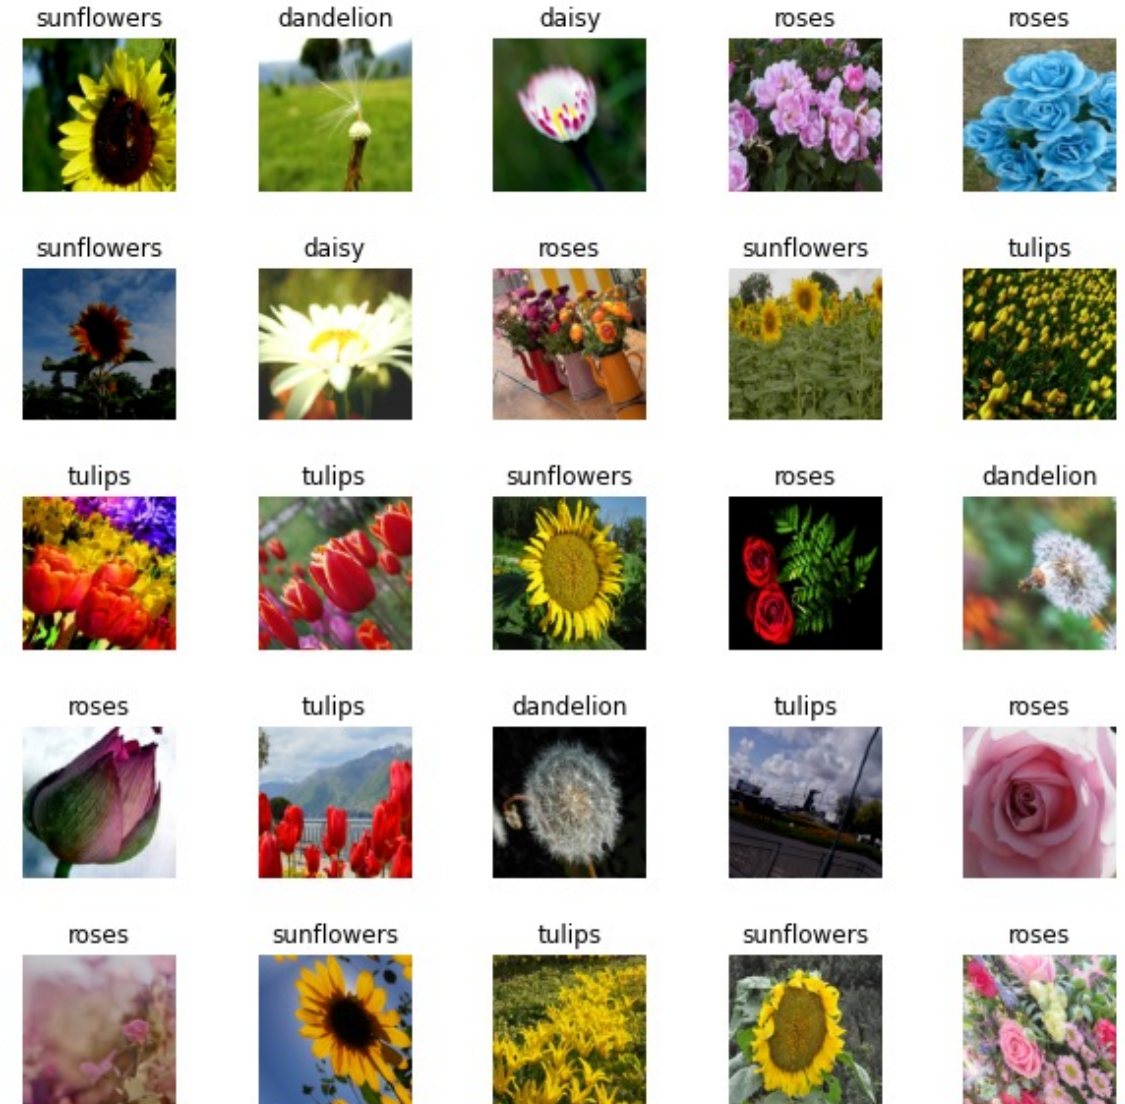 sunflowers dandelion daisy roses roses
sunflowers daisy roses sunflowers tulips
tulips tulips sunflowers roses dandelion
roses tulips dandelion tulips roses
roses sunflowers tulips sunflowers roses